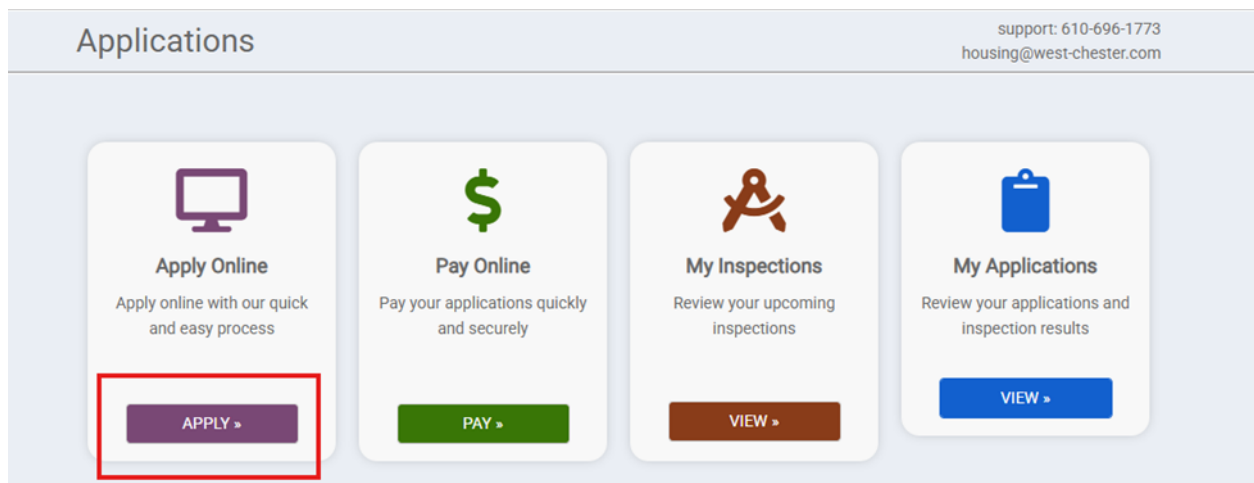 Applications
support: 610-696-1773
housing@west-chester.com
Apply Online
Apply online with our quick
and easy process
APPLY »
Pay Online
Pay your applications quickly
and securely
PAY »
My Inspections
Review your upcoming
inspections
VIEW »
My Applications
Review your applications and
inspection results
VIEW »